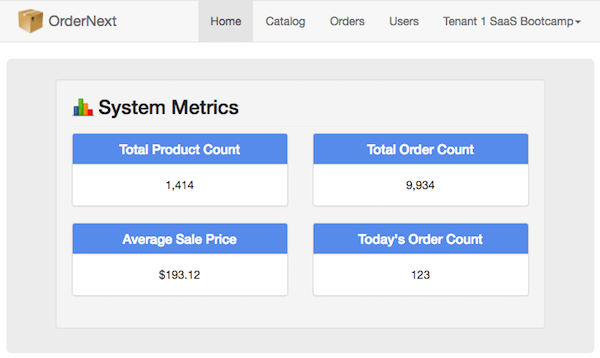 OrderNext Home Catalog Orders Users Tenant 1 SaaS Bootcamp
System Metrics
Total Product Count Total Order Count
1,414 9,934
Average Sale Price Today's Order Count
$193.12 123